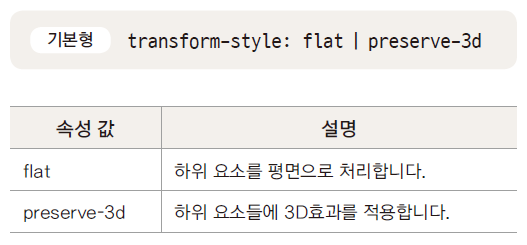 기본형 transform-style: flat | preserve-3d
속성 값 설명
flat 하위 요소를 평면으로 처리합니다.
preserve-3d 하위 요소들에 3D효과를 적용합니다.